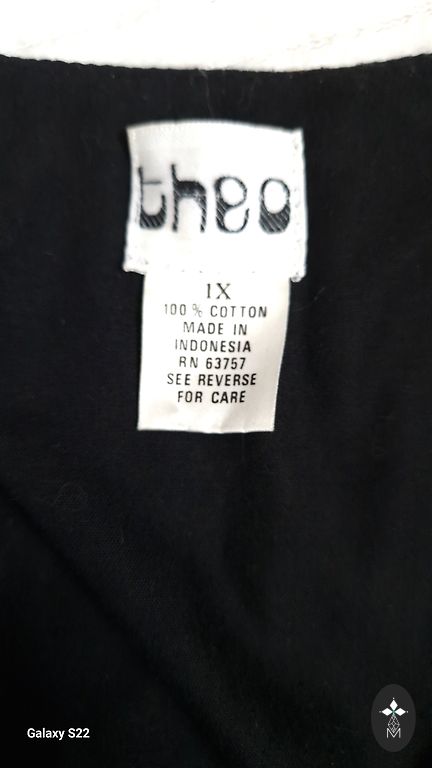 theo
1X
100% COTTON
MADE IN
INDONESIA
RN 63757
SEE REVERSE
FOR CARE
Galaxy S22
M